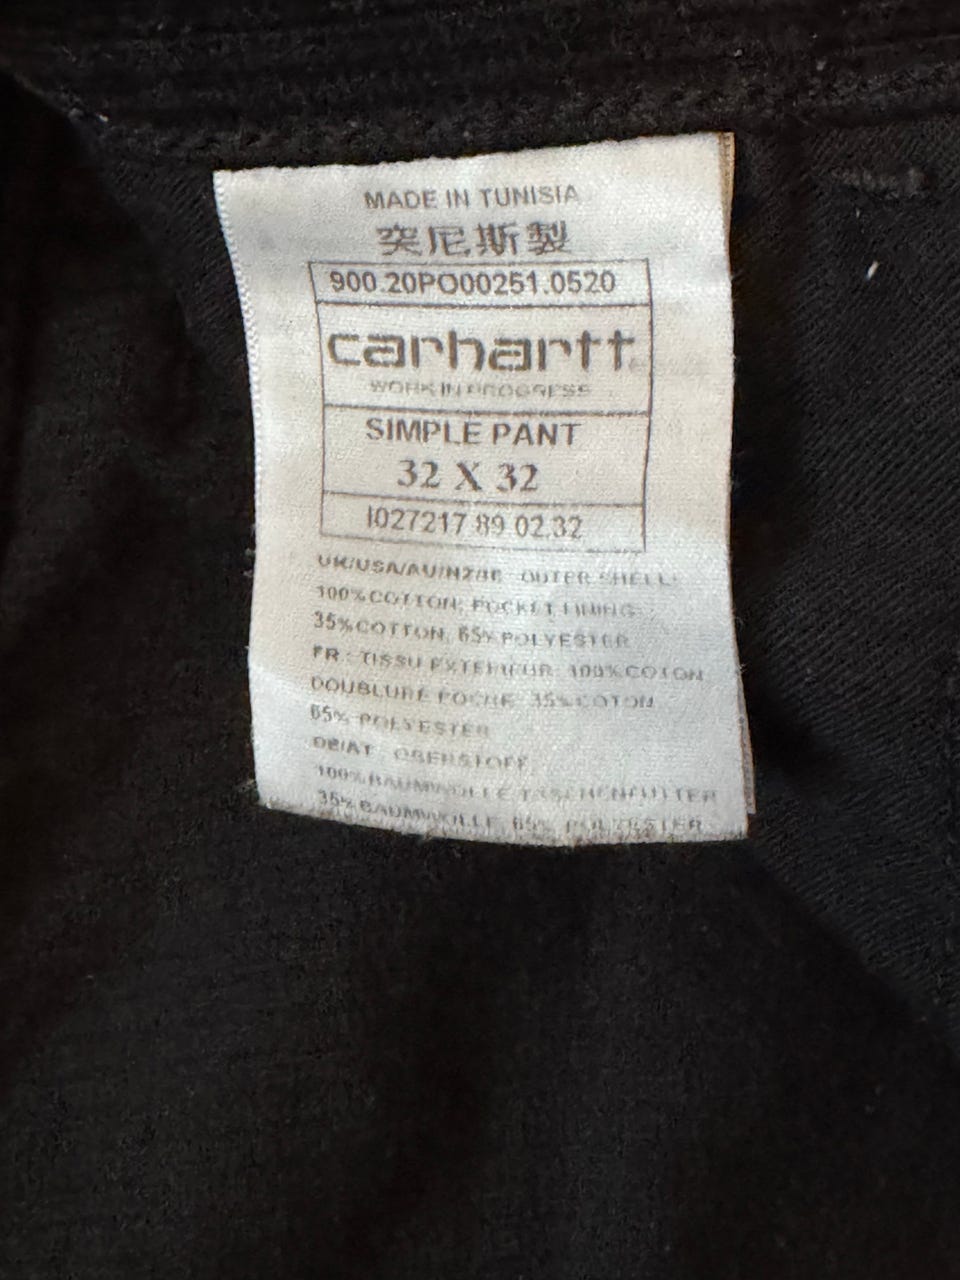 MADE IN TUNISIA
突尼斯製
900.20PO00251.0520
carhartt
WORK IN PROGRESS
SIMPLE PANT
32 X 32
I027217 89 02.32
UK/USA/AU/NZ/IE: OUTER SHELL:
100%COTTON; POCKET LINING:
35%COTTON, 65% POLYESTER
FR : TISSU EXTERIEUR: 100%COTON
DOUBLURE POCHE: 35%COTON
65% POLYESTER
DE/AT : OBERSTOFF:
100%BAUMWOLLE TASCHENFUTTER
35%BAUMWOLLE, 65% POLYESTER